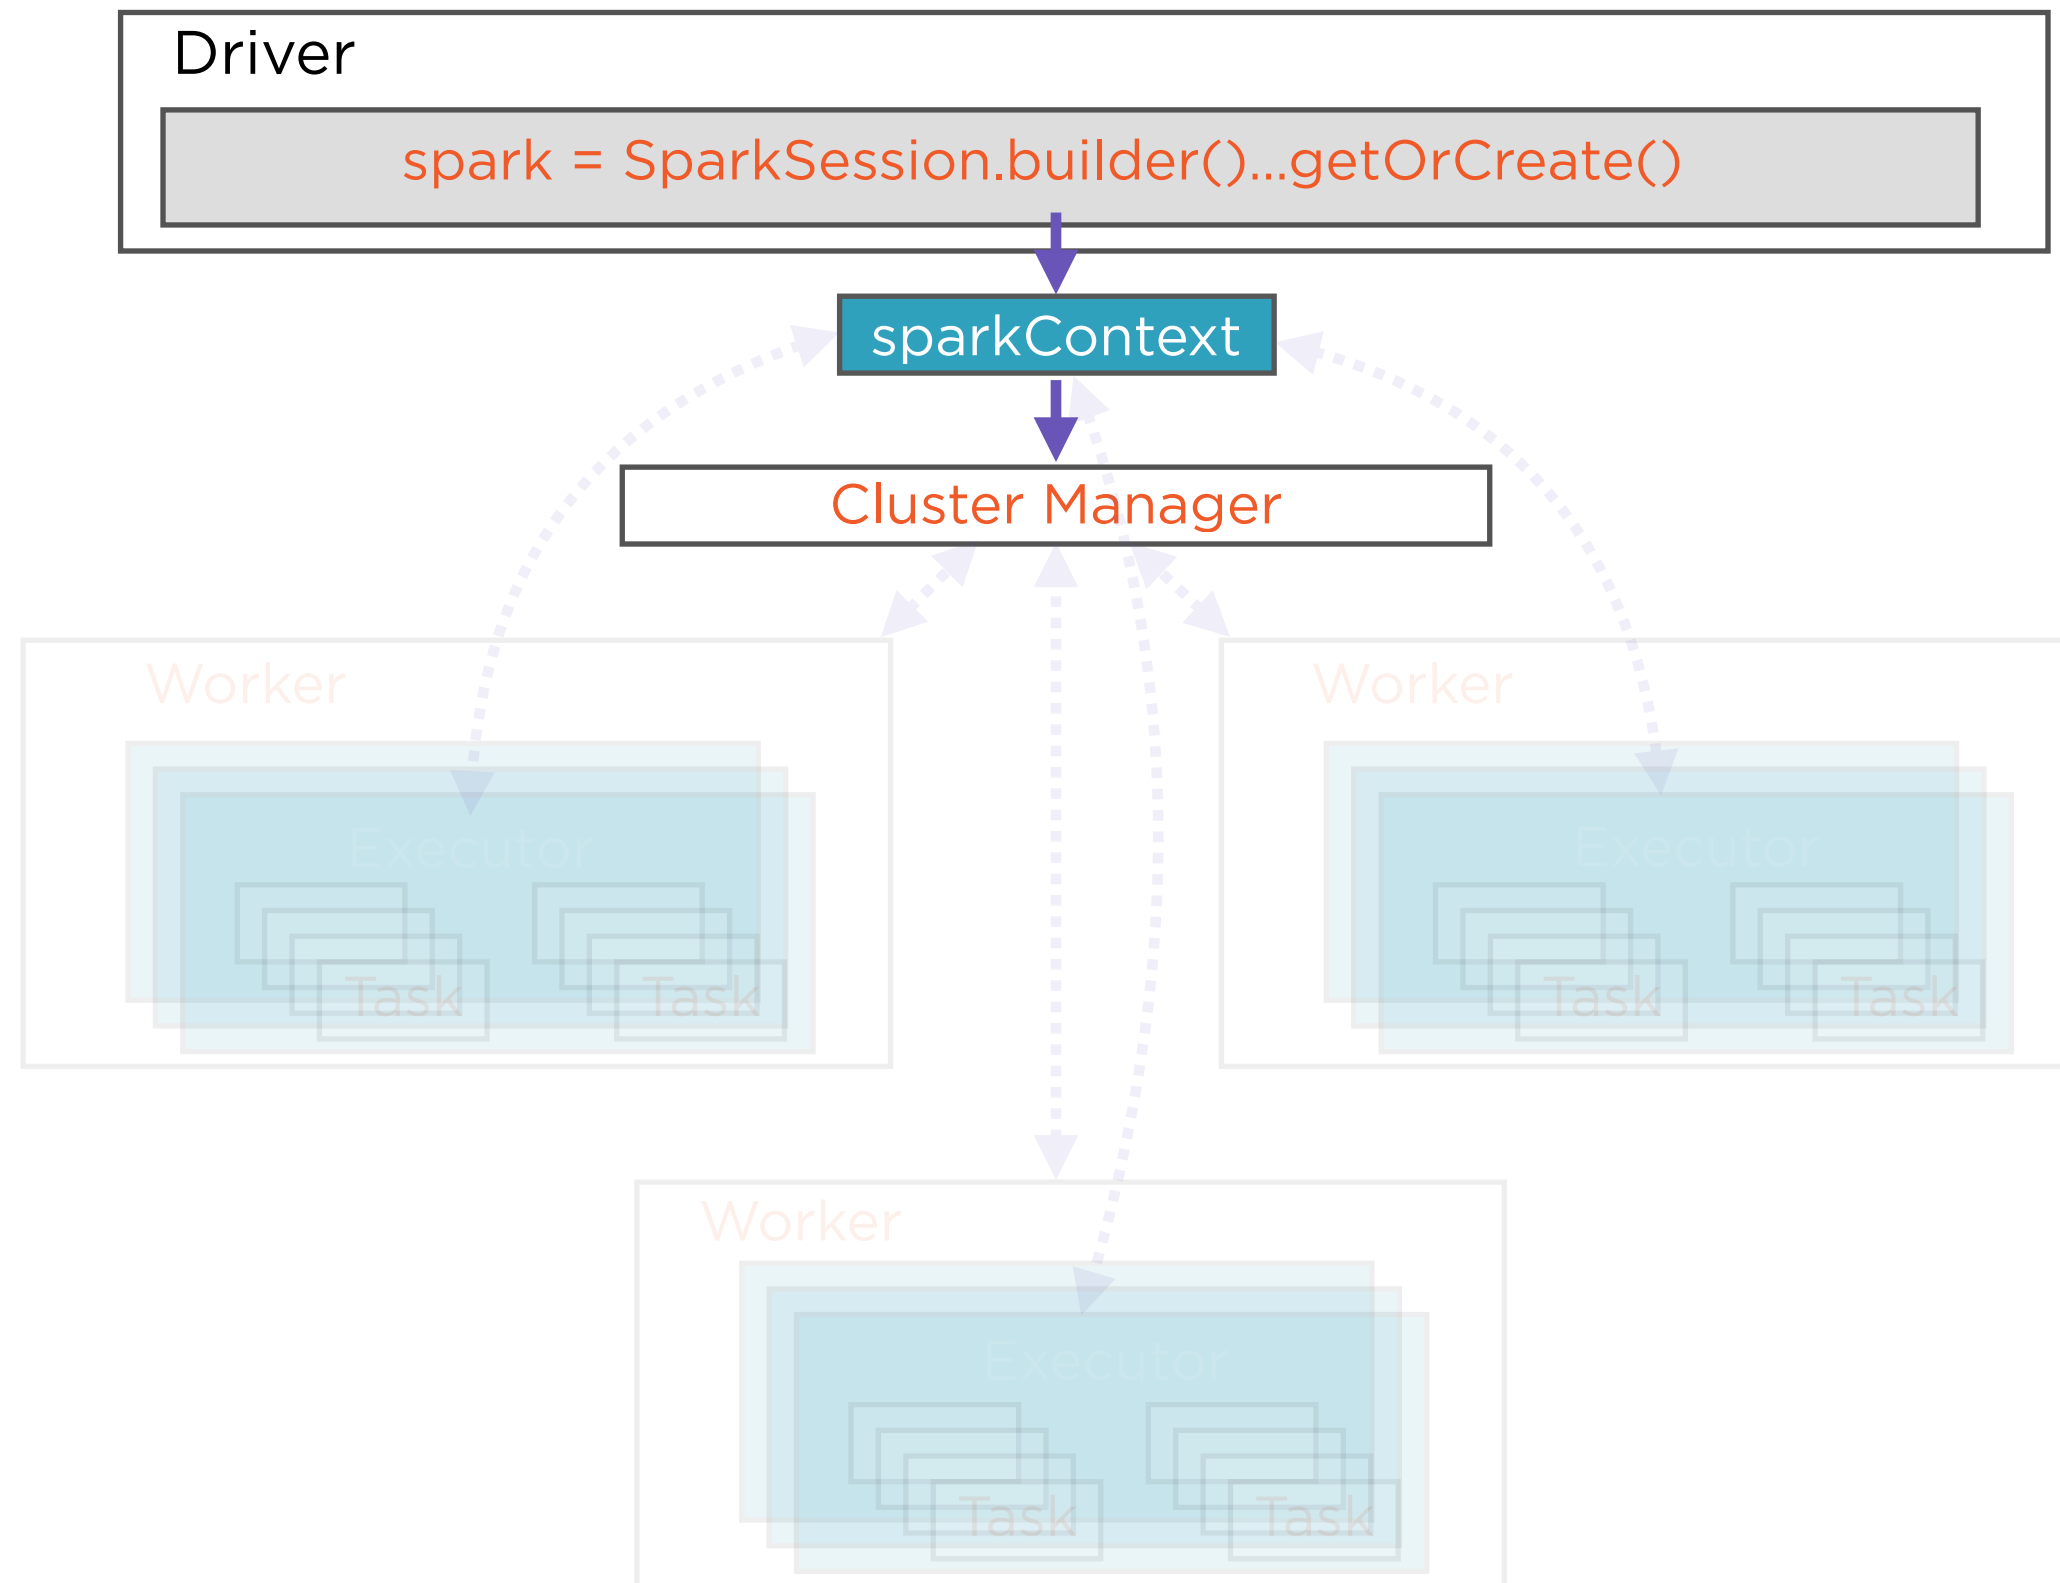 Driver
spark = SparkSession.builder()...getOrCreate()
sparkContext
Cluster Manager
Worker
Worker
Executor
Executor
Task
Task
Task
Task
Worker
Executor
Task
Task